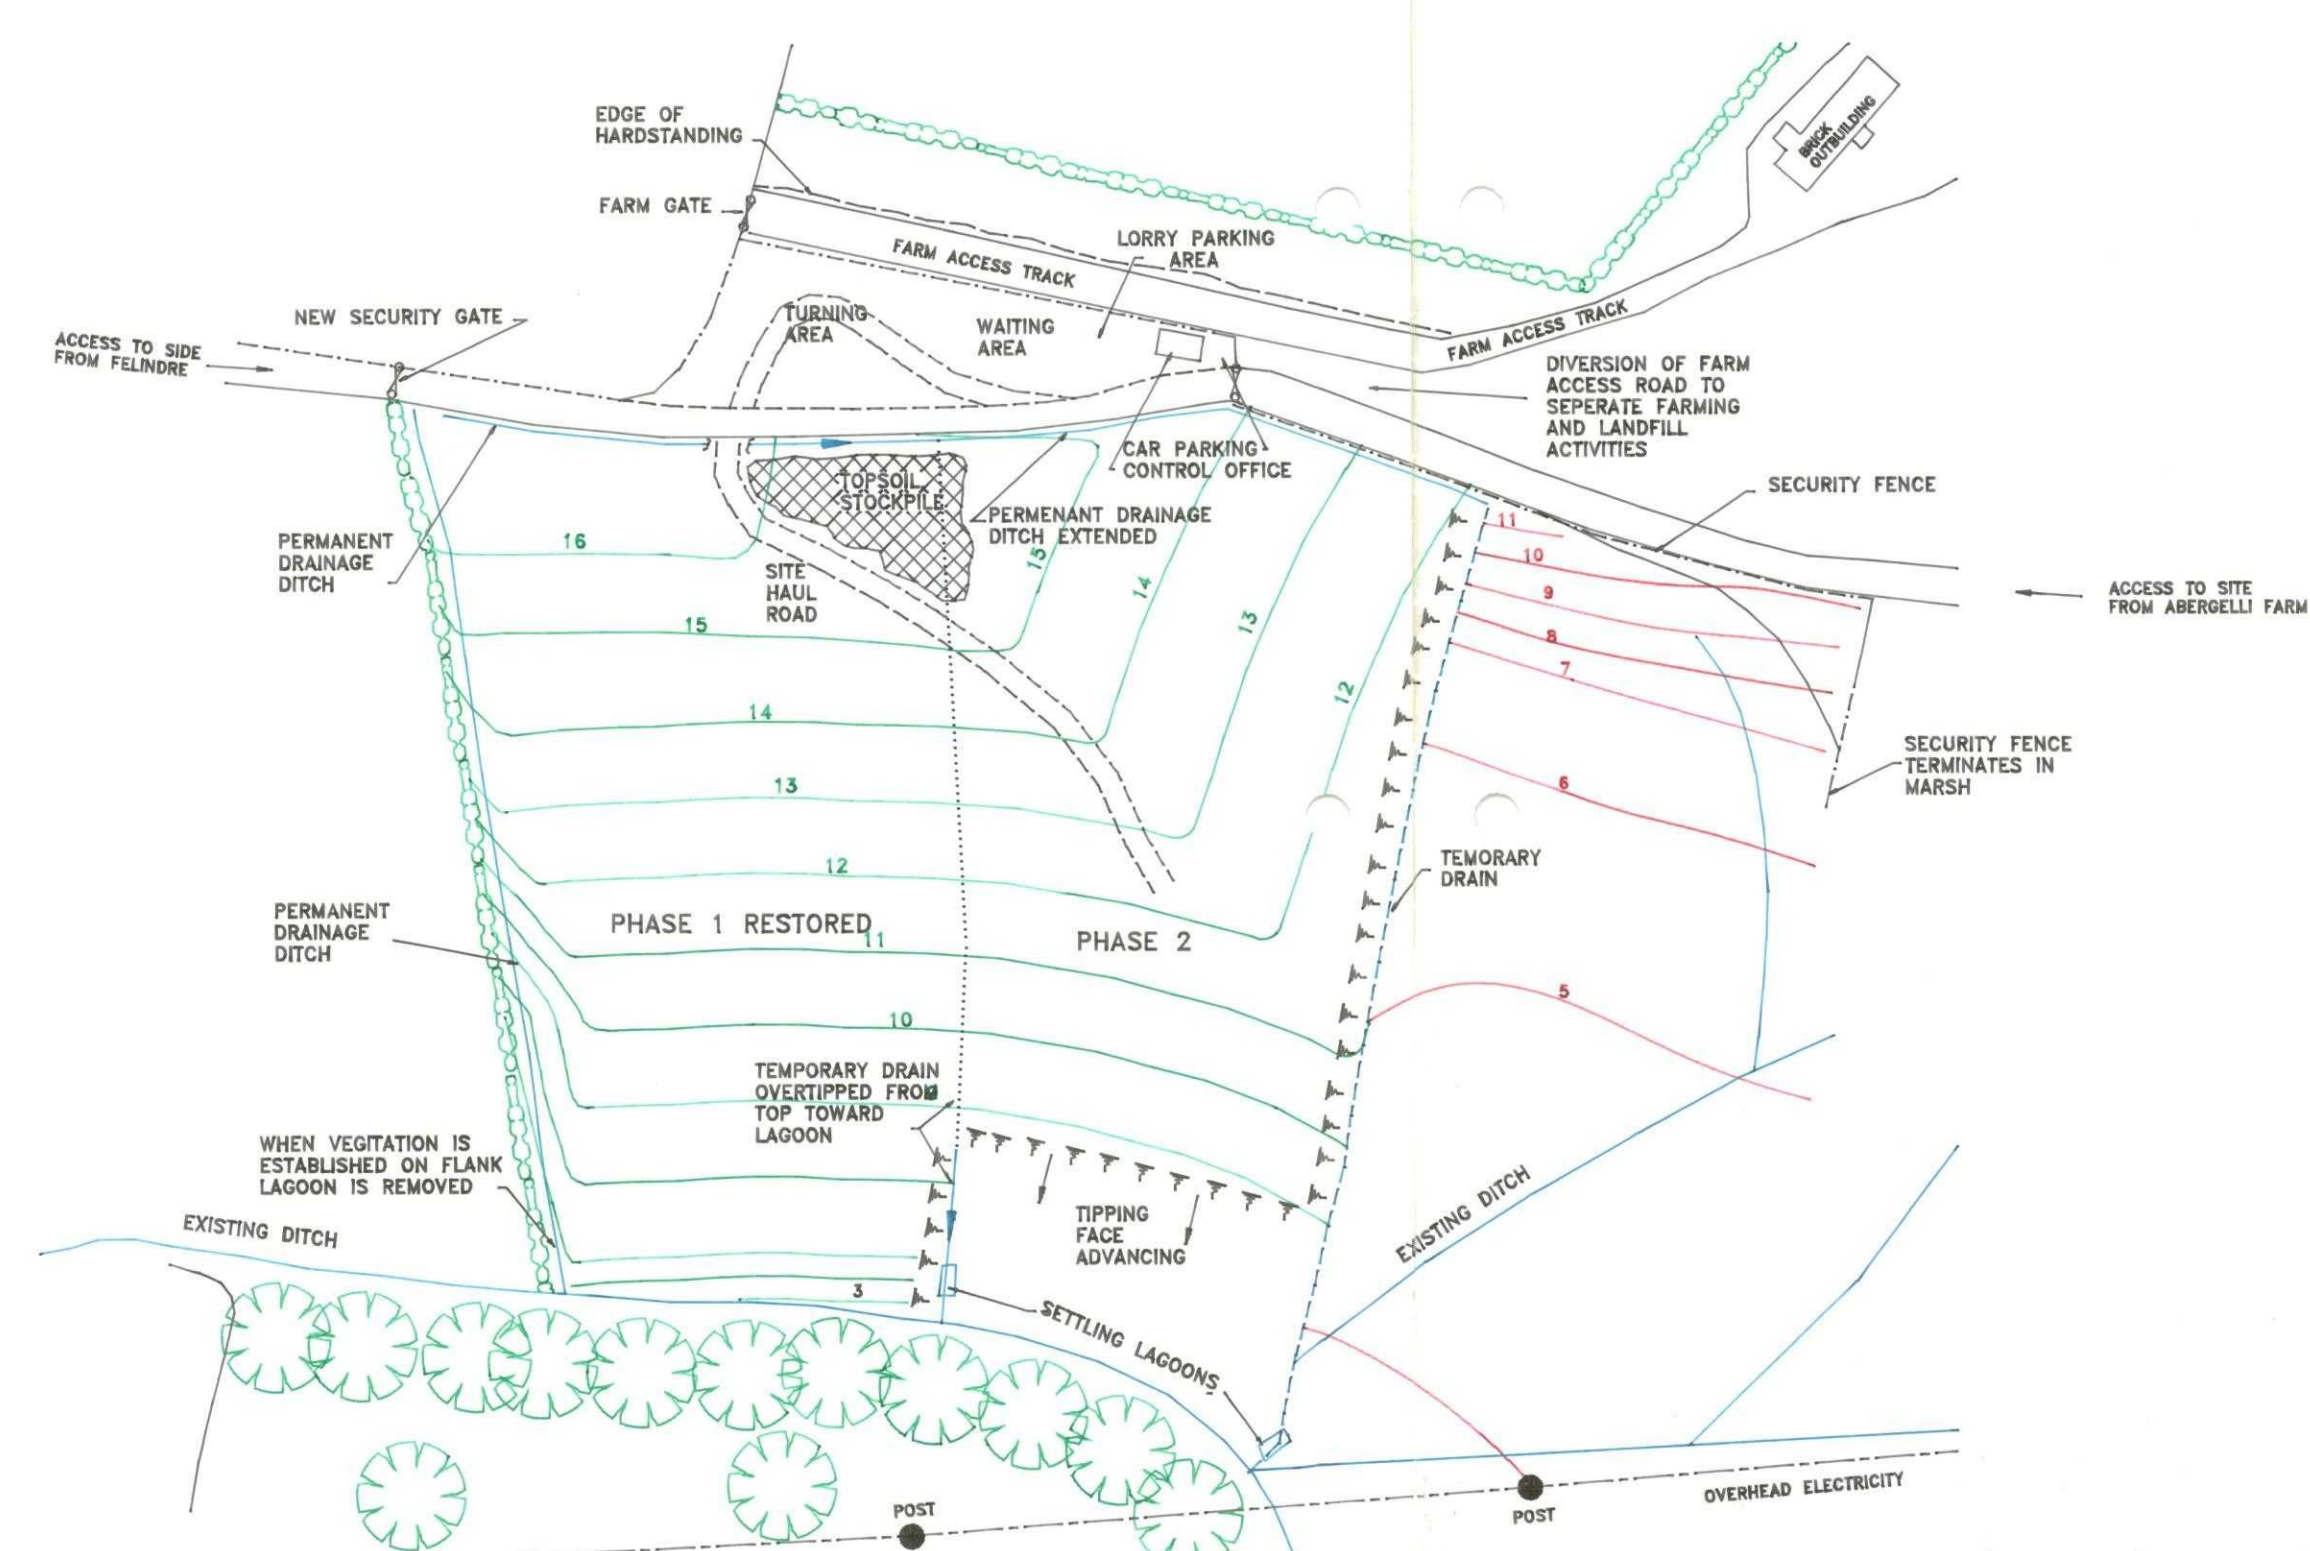 EDGE OF
HARDSTANDING
FARM GATE
FARM ACCESS TRACK
LORRY PARKING
AREA
BRICK
OUTBUILDING
NEW SECURITY GATE
ACCESS TO SIDE
FROM FELINDRE
TURNING
AREA
WAITING
AREA
FARM ACCESS TRACK
DIVERSION OF FARM
ACCESS ROAD TO
SEPERATE FARMING
AND LANDFILL
ACTIVITIES
CAR PARKING
CONTROL OFFICE
SECURITY FENCE
TOPSOIL
STOCKPILE
PERMENANT DRAINAGE
DITCH EXTENDED
PERMANENT
DRAINAGE
DITCH
16
SITE
HAUL
ROAD
15
14
13
12
11
10
9
8
7
ACCESS TO SITE
FROM ABERGELLI FARM
15
14
13
12
SECURITY FENCE
TERMINATES IN
MARSH
6
TEMORARY
DRAIN
PERMANENT
DRAINAGE
DITCH
PHASE 1 RESTORED
11
PHASE 2
5
10
TEMPORARY DRAIN
OVERTIPPED FROM
TOP TOWARD
LAGOON
9
WHEN VEGITATION IS
ESTABLISHED ON FLANK
LAGOON IS REMOVED
EXISTING DITCH
TIPPING
FACE
ADVANCING
EXISTING DITCH
3
SETTLING LAGOONS
POST
POST
OVERHEAD ELECTRICITY